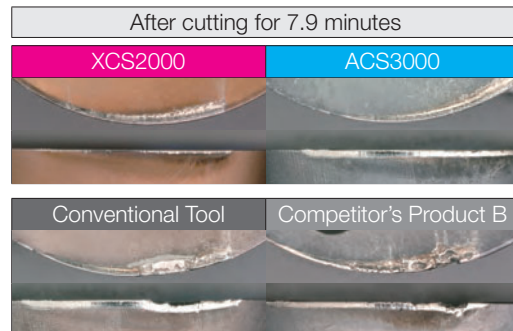 After cutting for 7.9 minutes
XCS2000
ACS3000
Conventional Tool
Competitor's Product B